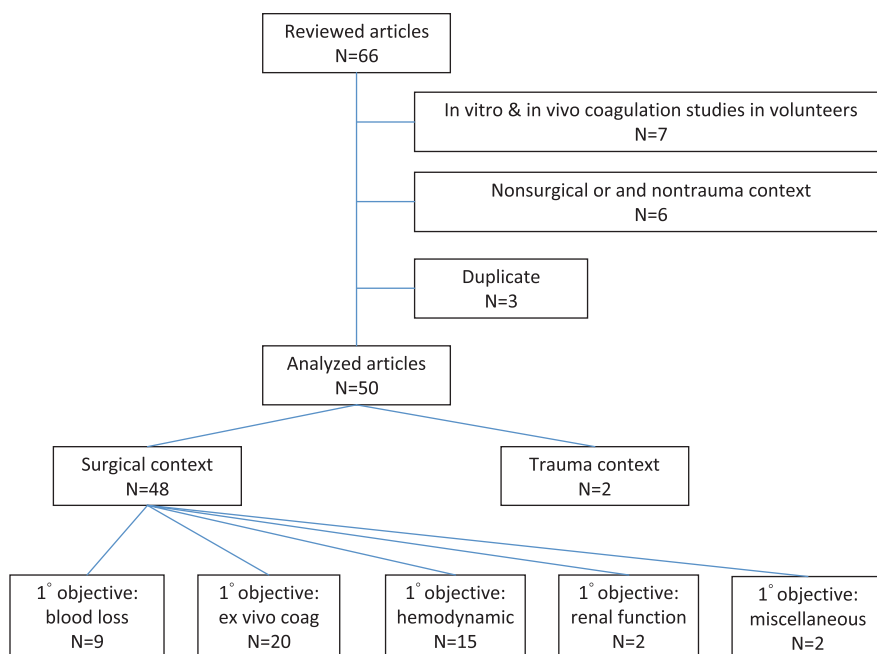 Reviewed articles
N=66
In vitro & in vivo coagulation studies in volunteers
N=7
Nonsurgical or and nontrauma context
N=6
Duplicate
N=3
Analyzed articles
N=50
Surgical context
N=48
Trauma context
N=2
1° objective:
blood loss
N=9
1° objective:
ex vivo coag
N=20
1° objective:
hemodynamic
N=15
1° objective:
renal function
N=2
1° objective:
miscellaneous
N=2